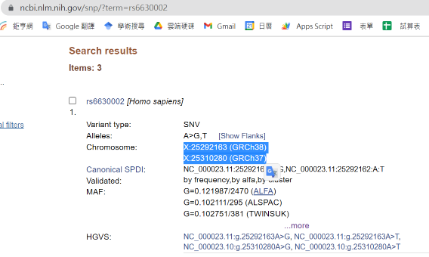 ncbi.nlm.nih.gov/snp/?term=rs6630002
Google 翻譯 學術搜尋 雲端硬碟 Gmail 日曆 Apps Script 表單 試算表
Search results
Items: 3
rs6630002 [Homo sapiens]
1.
al filters
Variant type: SNV
Alleles: A>G,T [Show Flanks]
Chromosome: X:25292163 (GRCh38)
X:25310280 (GRCh37)
Canonical SPDI: NC_000023.11:2529216 G,NC_000023.11:25292162:A:T
Validated: by frequency,by alfa,by cluster
MAF: G=0.121987/2470 (ALFA)
G=0.102111/295 (ALSPAC)
G=0.102751/381 (TWINSUK)
...more
HGVS: NC_000023.11:g.25292163A>G, NC_000023.11:g.25292163A>T,
NC_000023.10:g.25310280A>G, NC_000023.10:g.25310280A>T